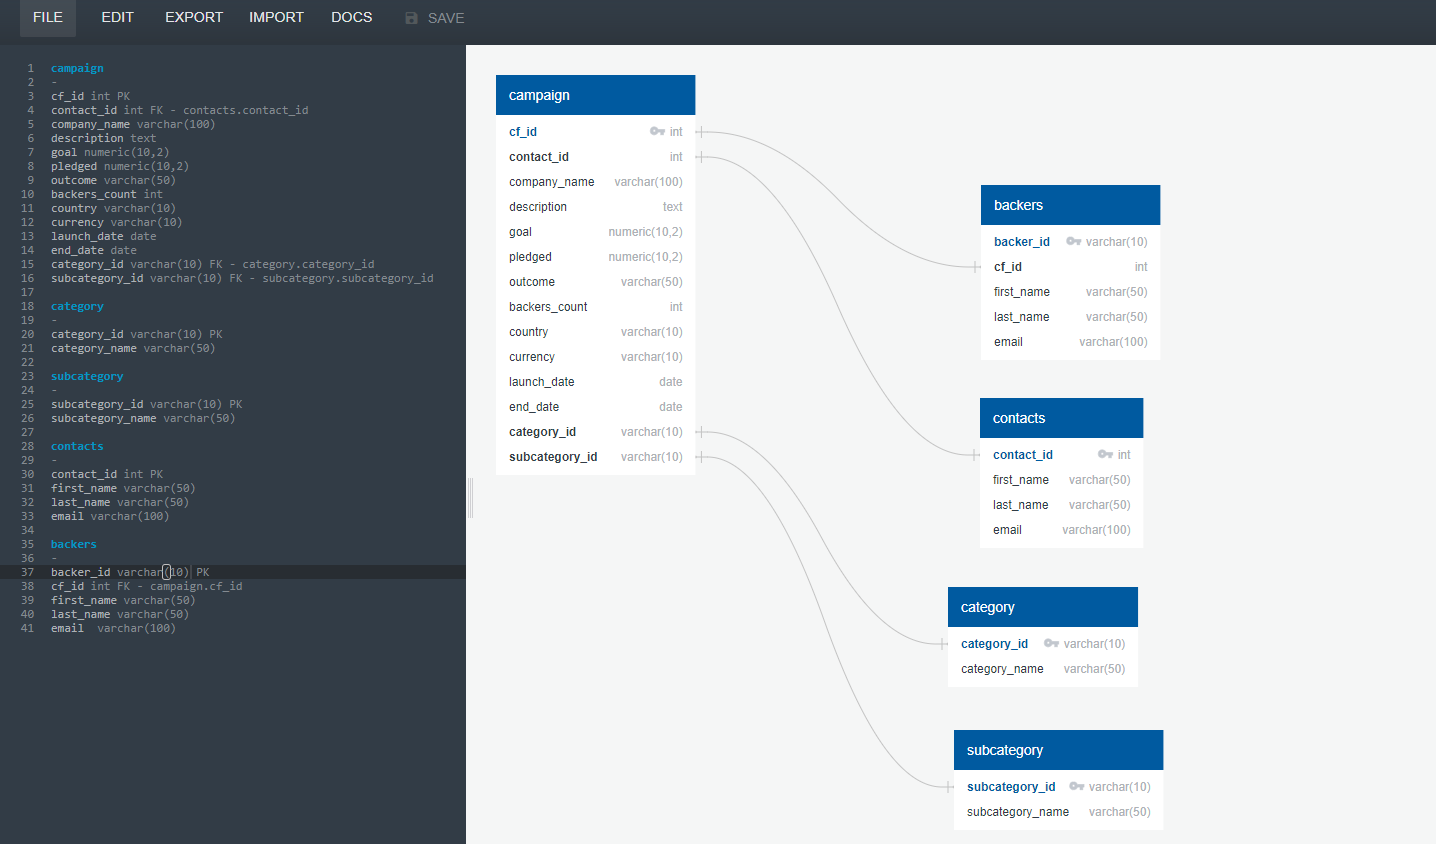 FILE EDIT EXPORT IMPORT DOCS SAVE
1 campaign
2 -
3 cf_id int PK
4 contact_id int FK - contacts.contact_id
5 company_name varchar(100)
6 description text
7 goal numeric(10,2)
8 pledged numeric(10,2)
9 outcome varchar(50)
10 backers_count int
11 country varchar(10)
12 currency varchar(10)
13 launch_date date
14 end_date date
15 category_id varchar(10) FK - category.category_id
16 subcategory_id varchar(10) FK - subcategory.subcategory_id
17
18 category
19 -
20 category_id varchar(10) PK
21 category_name varchar(50)
22
23 subcategory
24 -
25 subcategory_id varchar(10) PK
26 subcategory_name varchar(50)
27
28 contacts
29 -
30 contact_id int PK
31 first_name varchar(50)
32 last_name varchar(50)
33 email varchar(100)
34
35 backers
36 -
37 backer_id varchar(10) PK
38 cf_id int FK - campaign.cf_id
39 first_name varchar(50)
40 last_name varchar(50)
41 email  varchar(100)
campaign
cf_id int
contact_id int
company_name varchar(100)
description text
goal numeric(10,2)
pledged numeric(10,2)
outcome varchar(50)
backers_count int
country varchar(10)
currency varchar(10)
launch_date date
end_date date
category_id varchar(10)
subcategory_id varchar(10)
backers
backer_id varchar(10)
cf_id int
first_name varchar(50)
last_name varchar(50)
email varchar(100)
contacts
contact_id int
first_name varchar(50)
last_name varchar(50)
email varchar(100)
category
category_id varchar(10)
category_name varchar(50)
subcategory
subcategory_id varchar(10)
subcategory_name varchar(50)